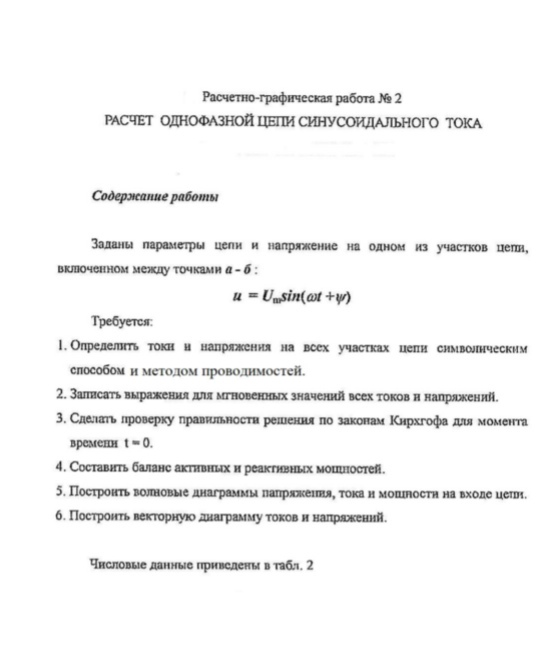 Расчетно-графическая работа № 2
РАСЧЕТ ОДНОФАЗНОЙ ЦЕПИ СИНУСОИДАЛЬНОГО ТОКА
Содержание работы
Заданы параметры цепи и напряжение на одном из участков цепи,
включенном между точками а - б :
u = Uₘsin(ωt +ψ)
Требуется:
1. Определить токи и напряжения на всех участках цепи символическим
способом и методом проводимостей.
2. Записать выражения для мгновенных значений всех токов и напряжений.
3. Сделать проверку правильности решения по законам Кирхгофа для момента
времени t = 0.
4. Составить баланс активных и реактивных мощностей.
5. Построить волновые диаграммы напряжения, тока и мощности на входе цепи.
6. Построить векторную диаграмму токов и напряжений.
Числовые данные приведены в табл. 2